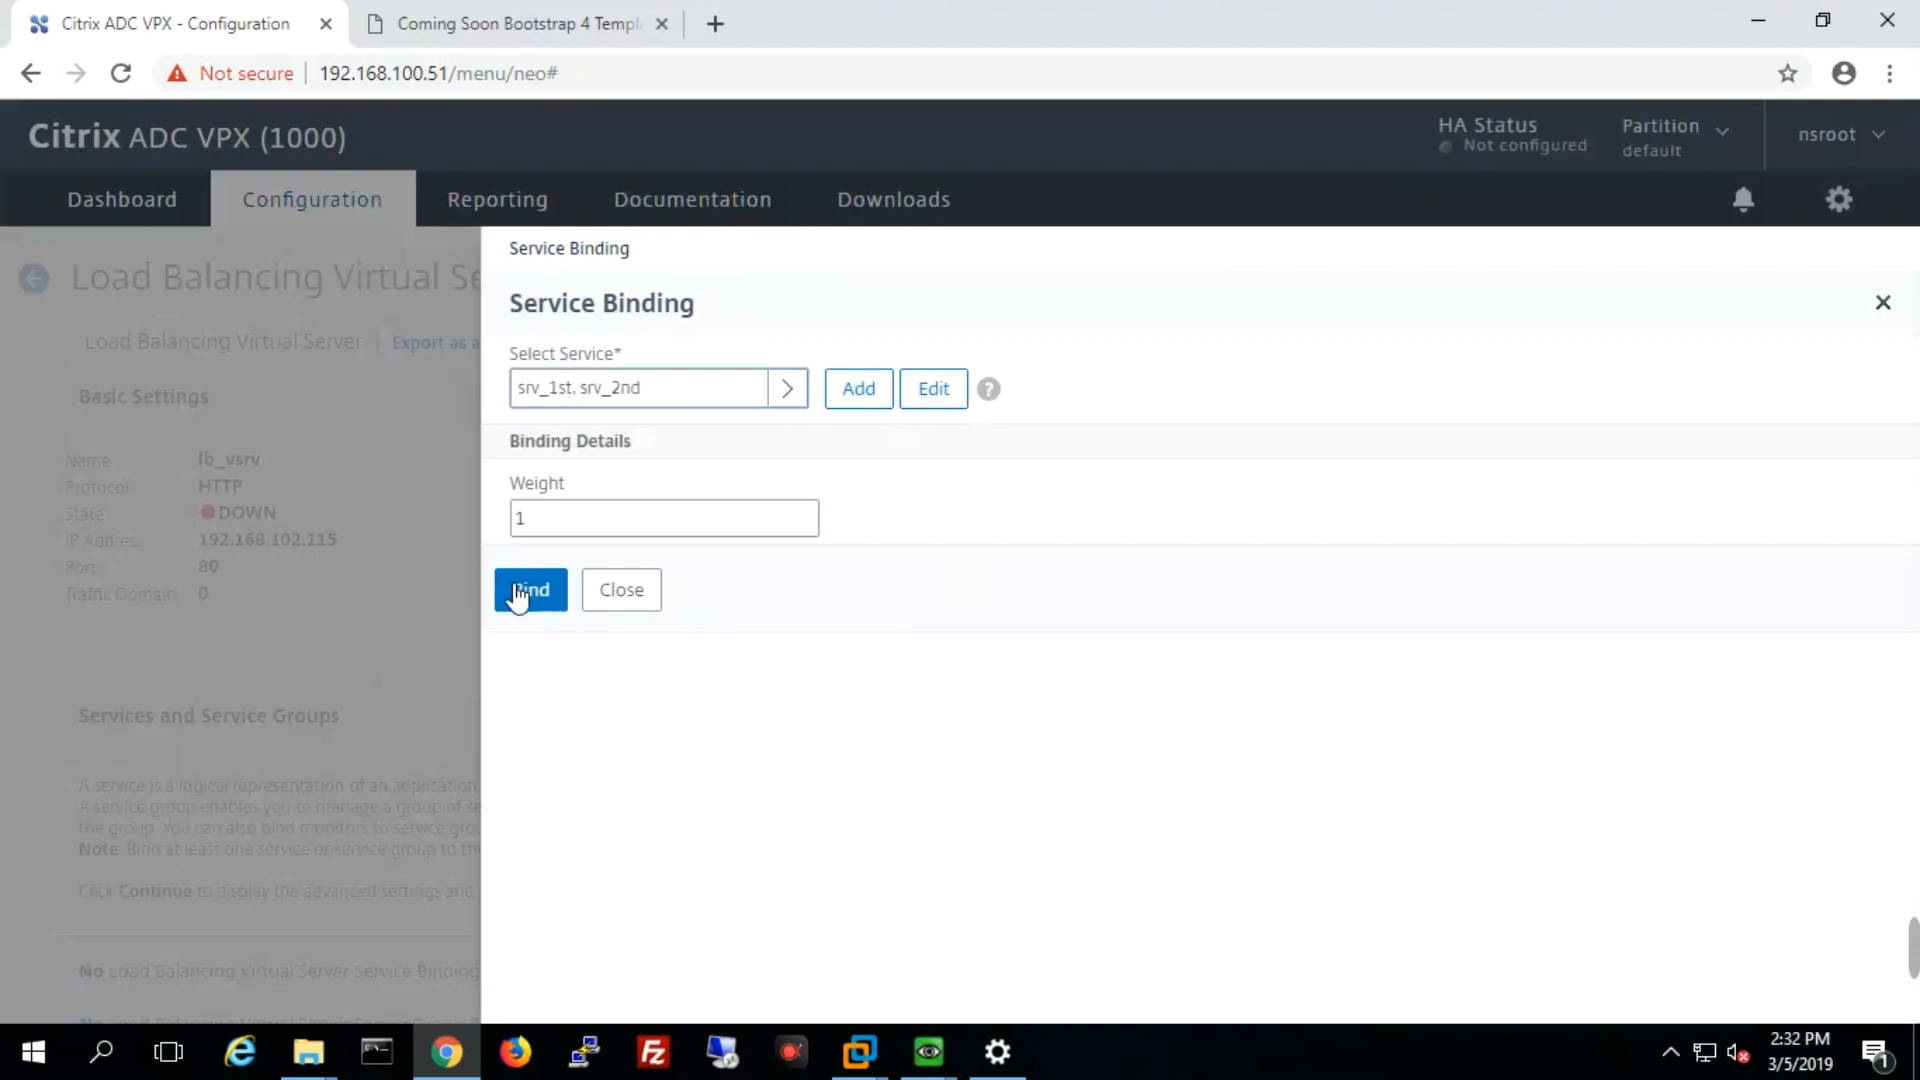 Citrix ADC VPX - Configuration
Coming Soon Bootstrap 4 Templ
Not secure
192.168.100.51/menu/neo#
Citrix ADC VPX (1000)
HA Status
Not configured
Partition
default
nsroot
Dashboard
Configuration
Reporting
Documentation
Downloads
Load Balancing Virtual Se
Load Balancing Virtual Server
Export as a
Basic Settings
Name
lb_vsrv
Protocol
HTTP
State
DOWN
IP Addres
192.168.102.115
Port
80
Traffic Domain
0
Services and Service Groups
A service is a logical representation of an application
A service group enables you to manage a group of se
the group. You can also bind monitors to service grou
Note: Bind at least one service or service group to the
Click Continue to display the advanced settings and
No Load Balancing Virtual Server Service Binding
Service Binding
Service Binding
Select Service*
srv_1st, srv_2nd
Add
Edit
?
Binding Details
Weight
1
Bind
Close
2:32 PM
3/5/2019
1